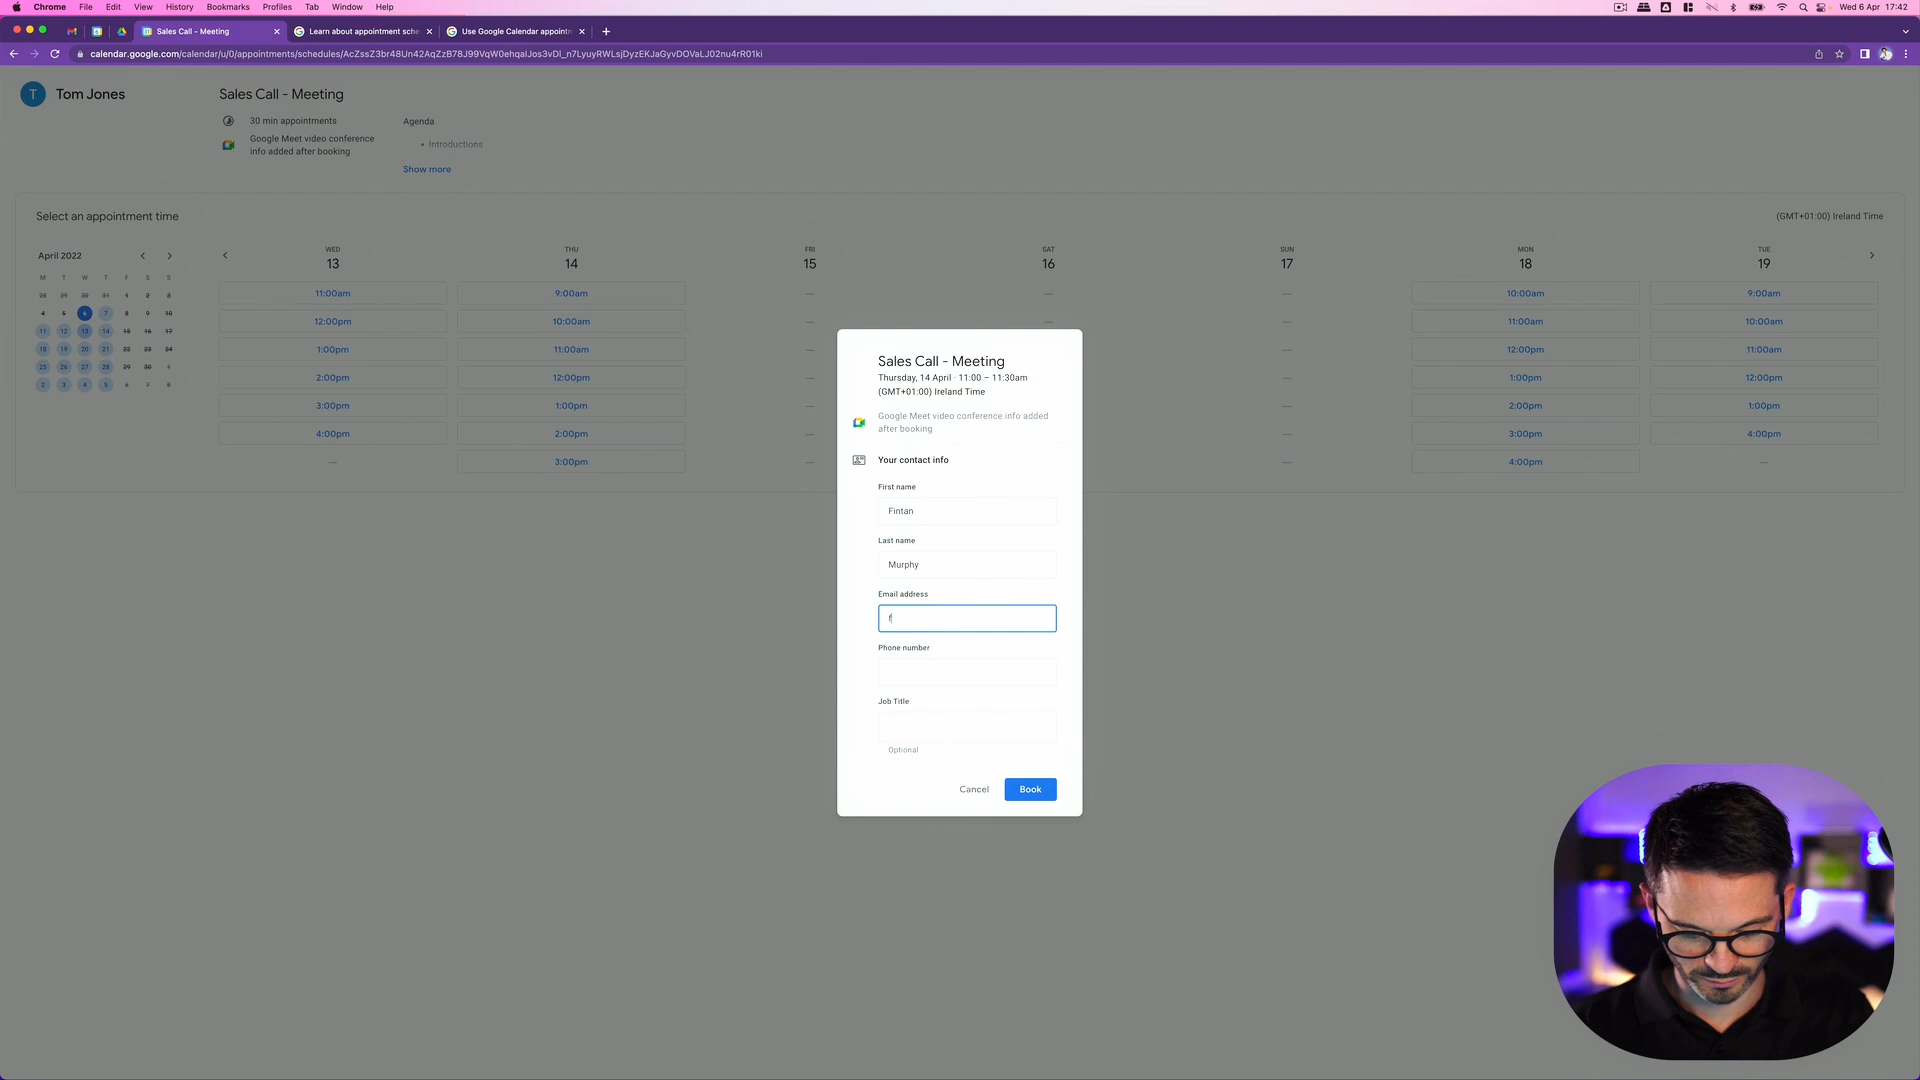 Chrome File Edit View History Bookmarks Profiles Tab Window Help Wed 6 Apr 17:42
Sales Call - Meeting Learn about appointment sche Use Google Calendar appointm
Tom Jones
Sales Call - Meeting
30 min appointments
Google Meet video conference
info added after booking
Agenda
• Introductions
Show more
Select an appointment time
(GMT+01:00) Ireland Time
April 2022
M T W T F S S
28 29 30 31 1 2 3
4 5 6 7 8 9 10
11 12 13 14 15 16 17
18 19 20 21 22 23 24
25 26 27 28 29 30 1
2 3 4 5 6 7 8
WED THU FRI SAT SUN MON TUE
13 14 15 16 17 18 19
11:00am 9:00am — — — 10:00am 9:00am
12:00pm 10:00am — — — 11:00am 10:00am
1:00pm 11:00am — — 12:00pm 11:00am
2:00pm 12:00pm — — 1:00pm 12:00pm
3:00pm 1:00pm — — 2:00pm 1:00pm
4:00pm 2:00pm — — 3:00pm 4:00pm
— 3:00pm — — 4:00pm —
Sales Call - Meeting
Thursday, 14 April · 11:00 – 11:30am
(GMT+01:00) Ireland Time
Google Meet video conference info added
after booking
Your contact info
First name
Fintan
Last name
Murphy
Email address
f
Phone number
Job Title
Optional
Cancel Book